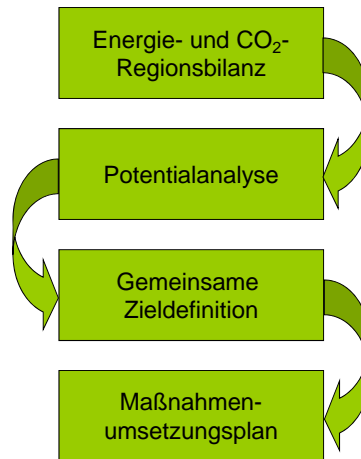 Energie- und CO₂-
Regionsbilanz
Potentialanalyse
Gemeinsame
Zieldefinition
Maßnahmen-
umsetzungsplan